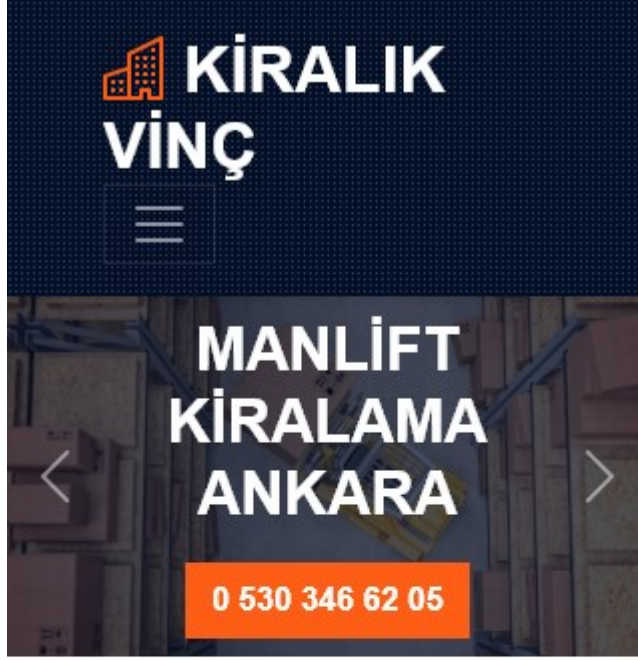 KİRALIK
VİNÇ
MANLİFT
KİRALAMA
ANKARA
0 530 346 62 05